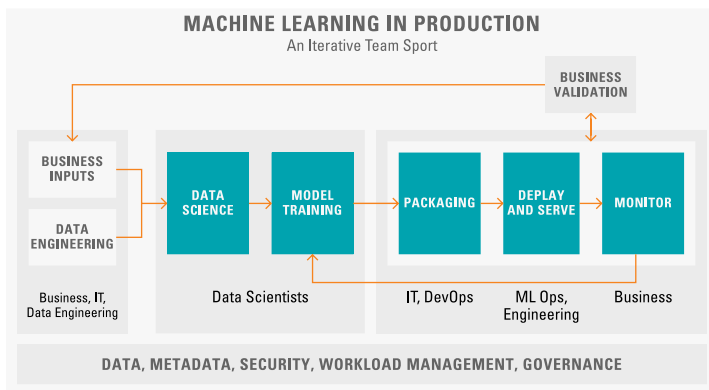 MACHINE LEARNING IN PRODUCTION
An Iterative Team Sport
BUSINESS
VALIDATION
BUSINESS
INPUTS
DATA
ENGINEERING
DATA
SCIENCE
MODEL
TRAINING
PACKAGING
DEPLAY
AND SERVE
MONITOR
Business, IT,
Data Engineering
Data Scientists
IT, DevOps
ML Ops,
Engineering
Business
DATA, METADATA, SECURITY, WORKLOAD MANAGEMENT, GOVERNANCE